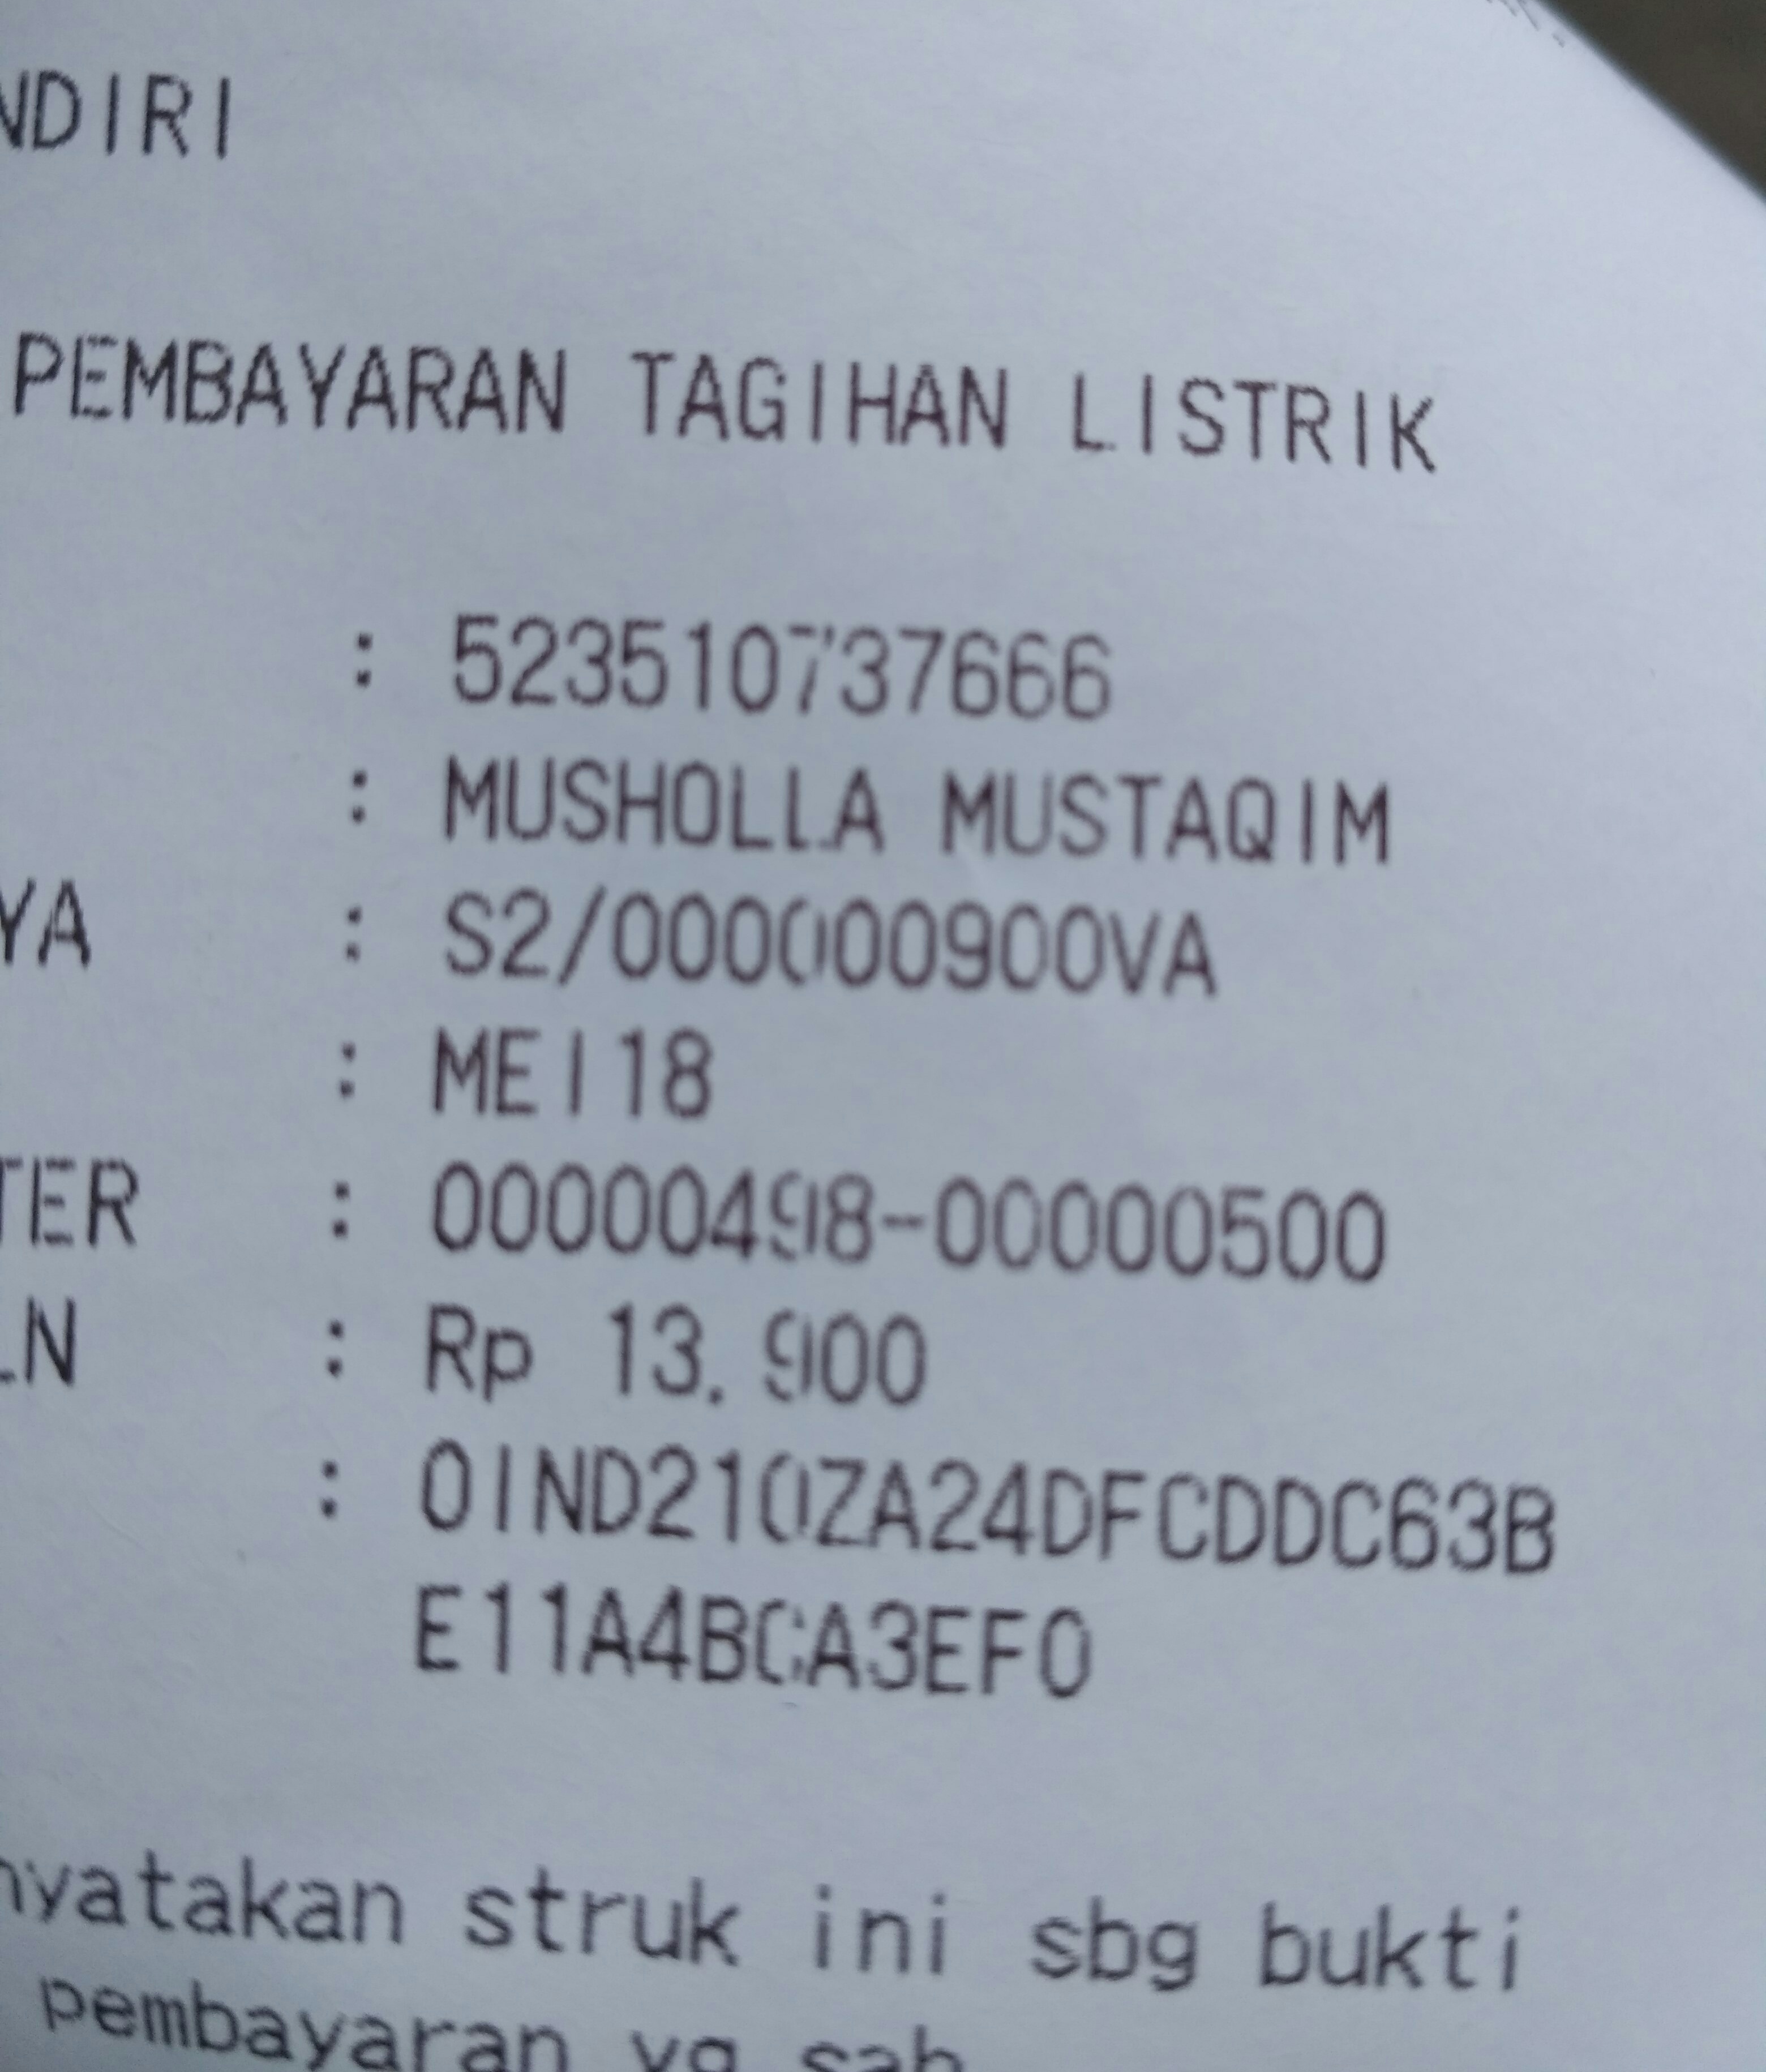 NDIRI
PEMBAYARAN TAGIHAN LISTRIK
: 523510737666
: MUSHOLLA MUSTAQIM
YA : S2/000000900VA
: MEI18
TER : 00000498-00000500
LN : Rp 13.900
: 0IND210ZA24DFCDDC63B
E11A4BCA3EF0
nyatakan struk ini sbg bukti
pembayaran yg sah